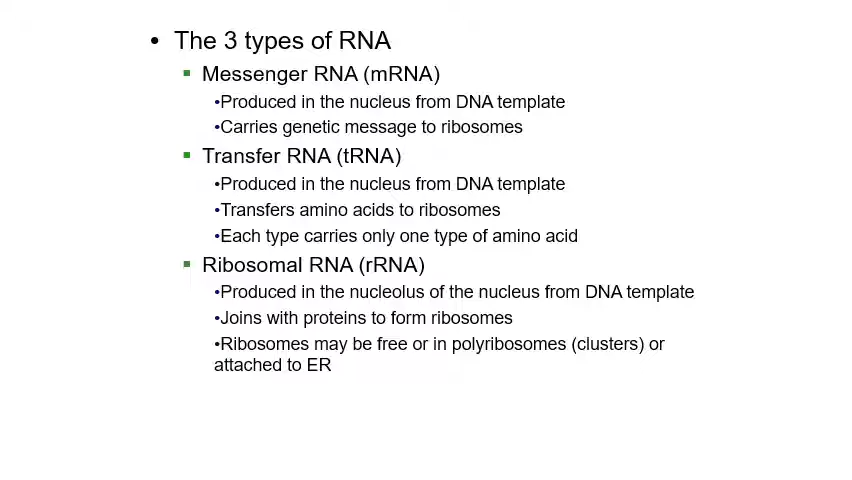 • The 3 types of RNA
▪ Messenger RNA (mRNA)
•Produced in the nucleus from DNA template
•Carries genetic message to ribosomes
▪ Transfer RNA (tRNA)
•Produced in the nucleus from DNA template
•Transfers amino acids to ribosomes
•Each type carries only one type of amino acid
▪ Ribosomal RNA (rRNA)
•Produced in the nucleolus of the nucleus from DNA template
•Joins with proteins to form ribosomes
•Ribosomes may be free or in polyribosomes (clusters) or
attached to ER